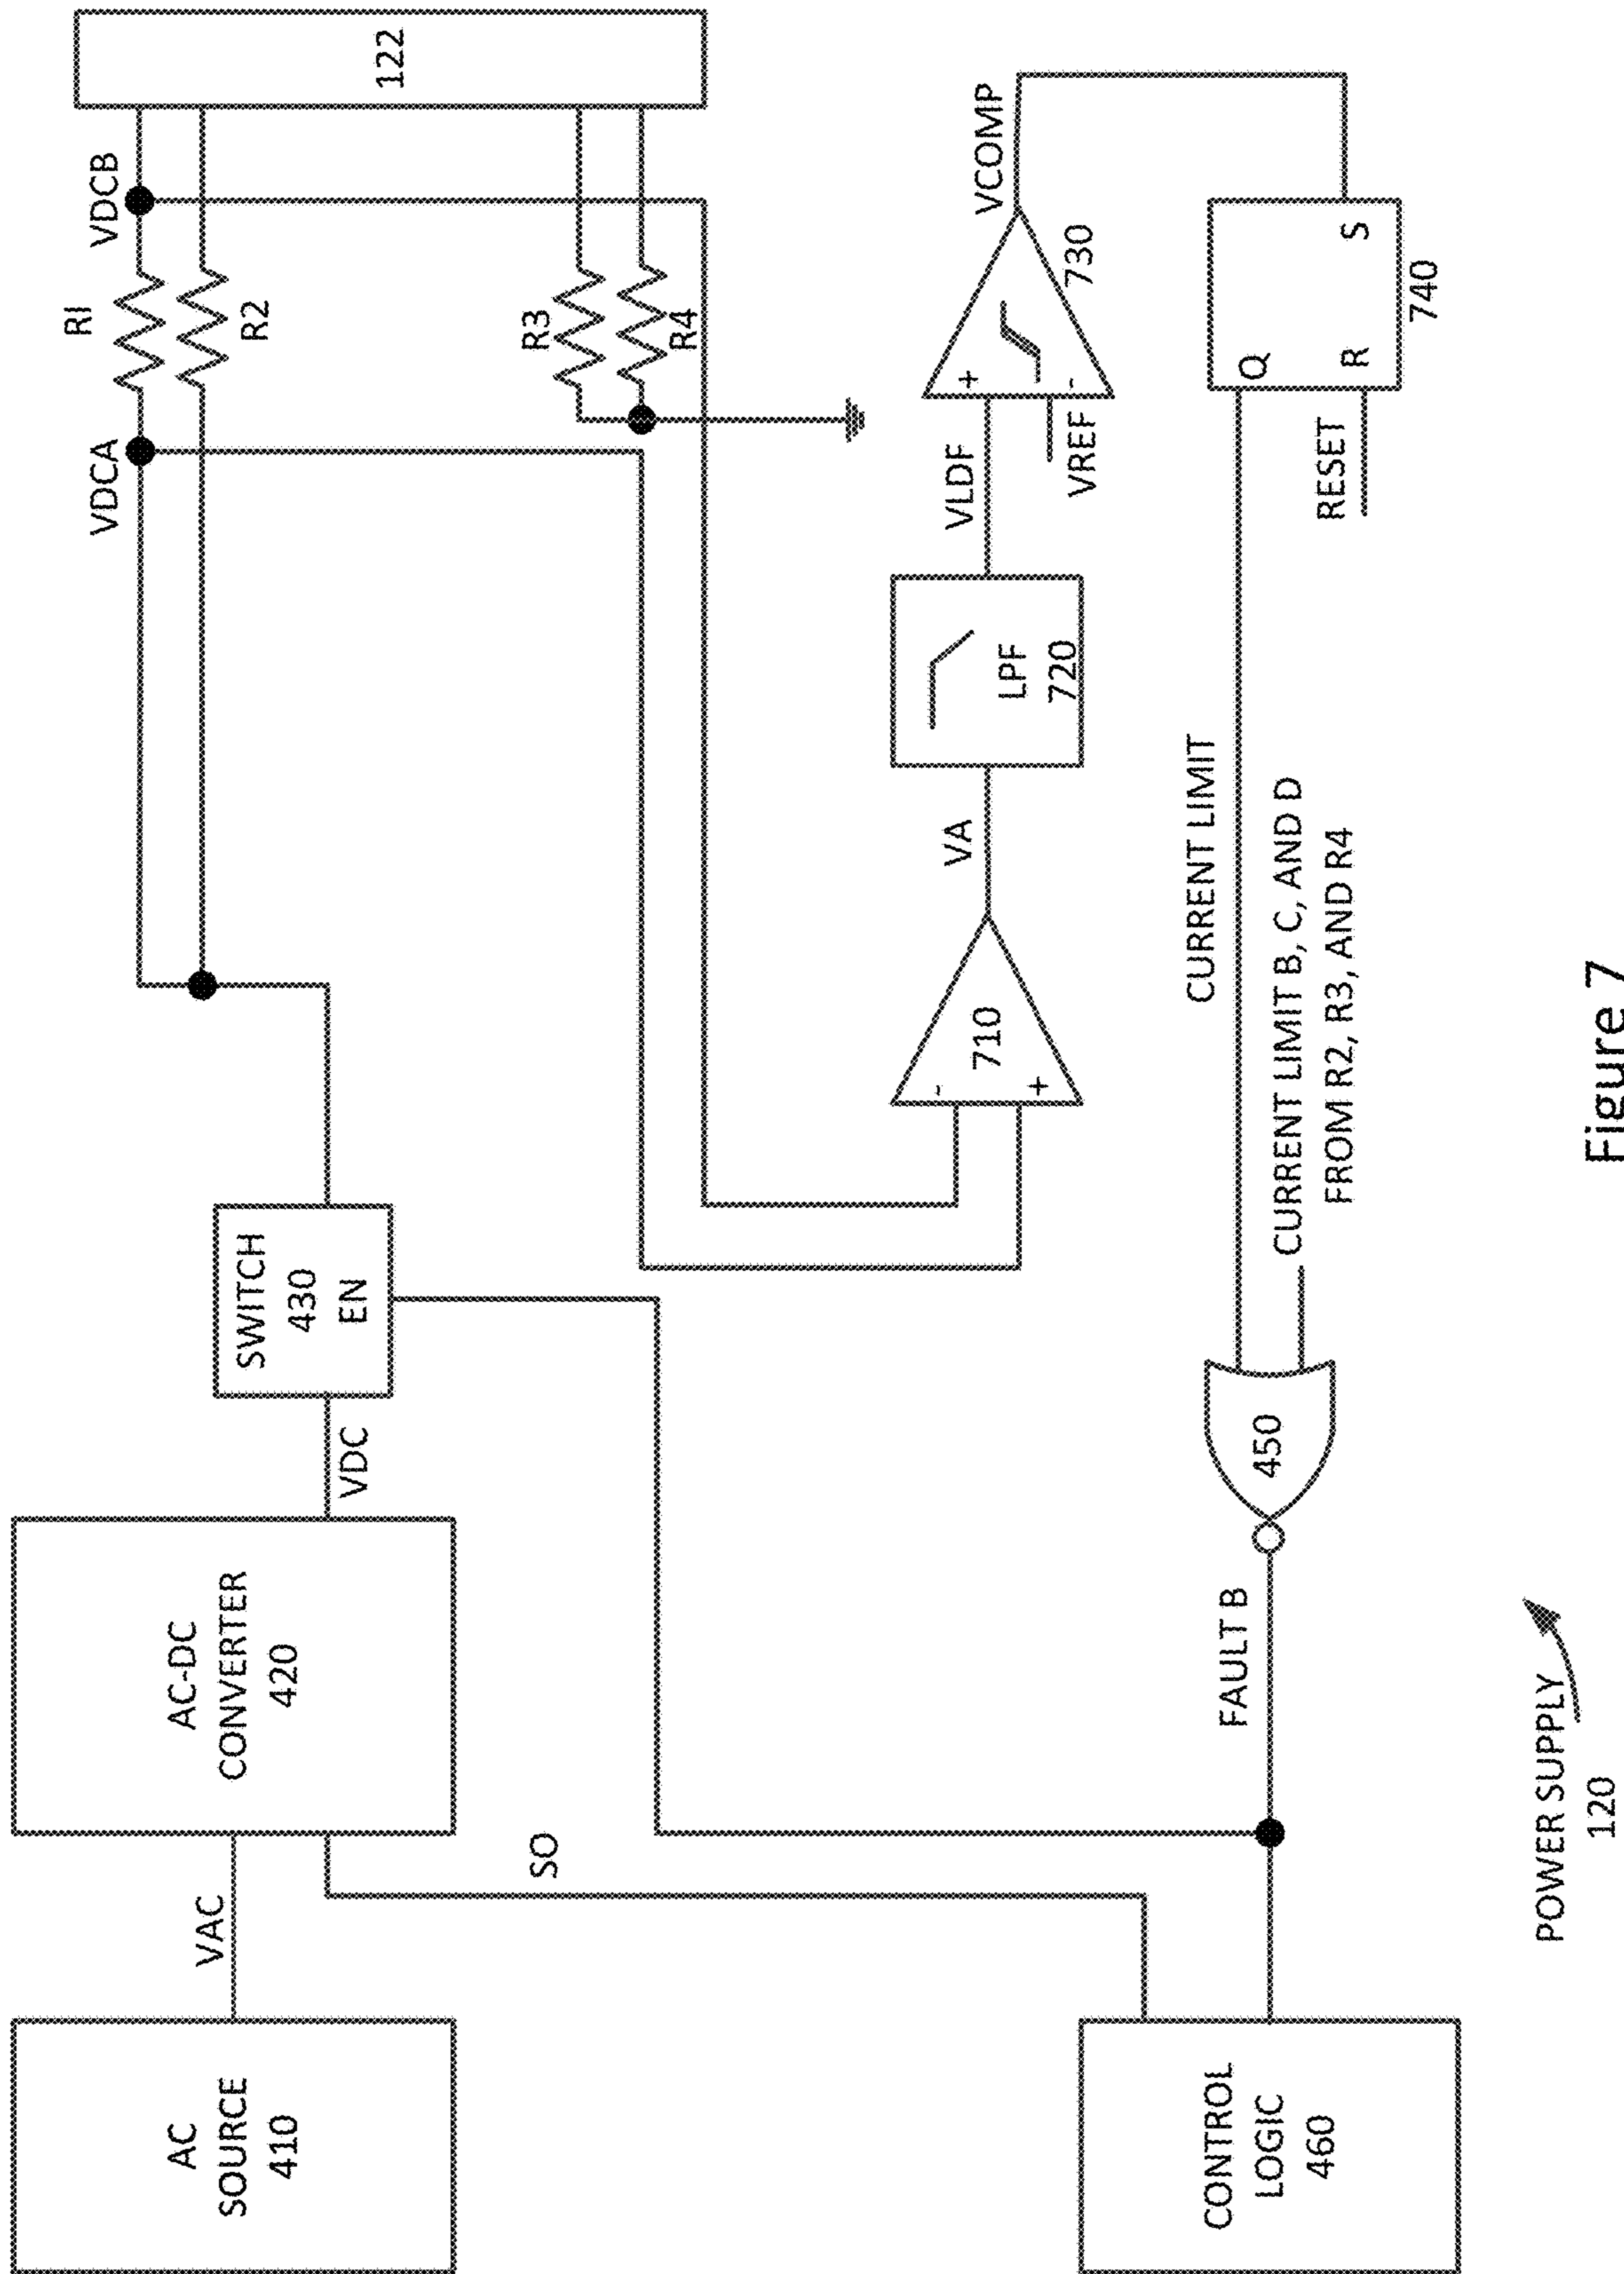 AC
SOURCE
410
VAC
AC-DC
CONVERTER
420
VDC
SWITCH
430
EN
VDCA
RI
VDCB
R2
R3
R4
122
SO
710
-
+
VA
LPF
720
VLDF
VREF
+
-
730
VCOMP
CONTROL
LOGIC
460
FAULT B
450
CURRENT LIMIT
CURRENT LIMIT B, C, AND D
FROM R2, R3, AND R4
RESET
Q
R
S
740
POWER SUPPLY
120
Figure 7